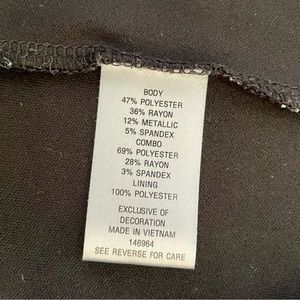 BODY
47% POLYESTER
36% RAYON
12% METALLIC
5% SPANDEX
COMBO
69% POLYESTER
28% RAYON
3% SPANDEX
LINING
100% POLYESTER
EXCLUSIVE OF
DECORATION
MADE IN VIETNAM
146964
SEE REVERSE FOR CARE